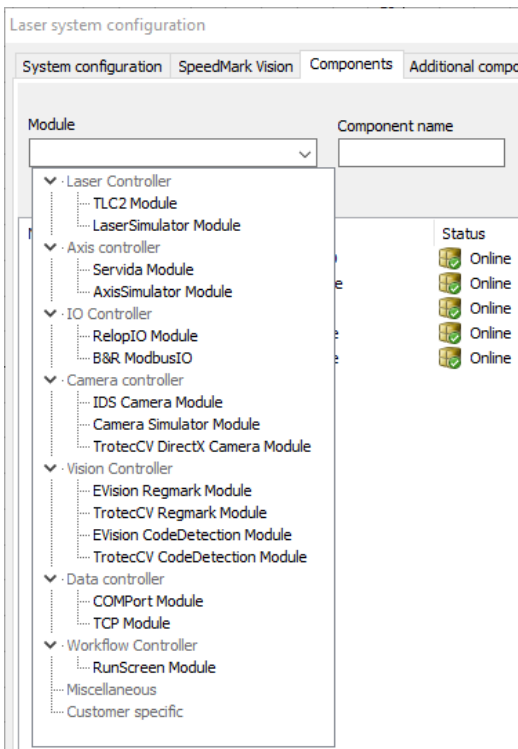 Laser system configuration
System configuration SpeedMark Vision Components Additional compo
Module Component name
Laser Controller
TLC2 Module
LaserSimulator Module
Status
Axis controller
Servida Module
Online
AxisSimulator Module
Online
IO Controller
Online
RelopIO Module
Online
B&R ModbusIO
Online
Camera controller
IDS Camera Module
Camera Simulator Module
TrotecCV DirectX Camera Module
Vision Controller
EVision Regmark Module
TrotecCV Regmark Module
EVision CodeDetection Module
TrotecCV CodeDetection Module
Data controller
COMPort Module
TCP Module
Workflow Controller
RunScreen Module
Miscellaneous
Customer specific